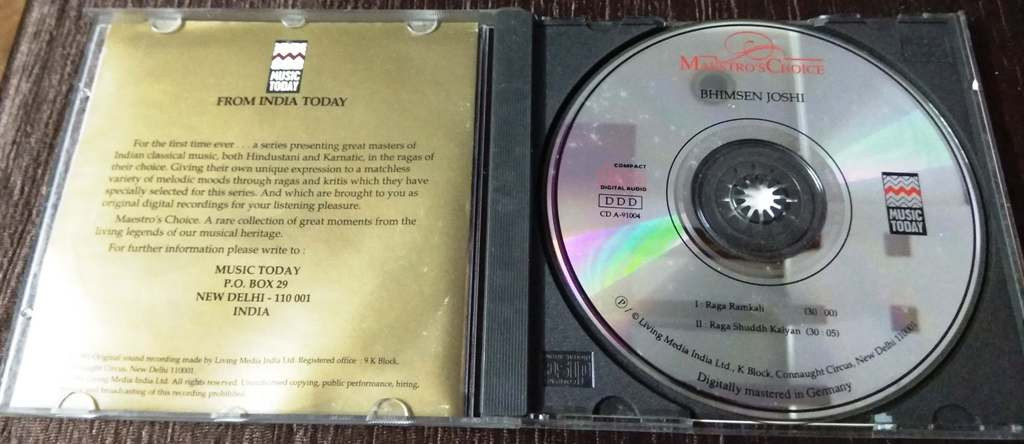 MUSIC
TODAY
FROM INDIA TODAY
For the first time ever . . . a series presenting great masters of
Indian classical music, both Hindustani and Karnatic, in the ragas of
their choice. Giving their own unique expression to a matchless
variety of melodic moods through ragas and kritis which they have
specially selected for this series. And which are brought to you as
original digital recordings for your listening pleasure.
Maestro's Choice. A rare collection of great moments from the
living legends of our musical heritage.
For further information please write to :
MUSIC TODAY
P.O. BOX 29
NEW DELHI - 110 001
INDIA
Original sound recording made by Living Media India Ltd. Registered office : 9 K Block,
Circus, New Delhi 110001.
Living Media India Ltd. All rights reserved. Unauthorised copying, public performance, hiring,
broadcasting of this recording prohibited.
MAESTRO'S CHOICE
BHIMSEN JOSHI
COMPACT
DIGITAL AUDIO
DDD
CD A-91004
MUSIC
TODAY
I : Raga Ramkali (30 : 00)
II : Raga Shuddh Kalyan (30 : 05)
Ⓟ/© Living Media India Ltd., K Block, Connaught Circus, New Delhi 110001
Digitally mastered in Germany